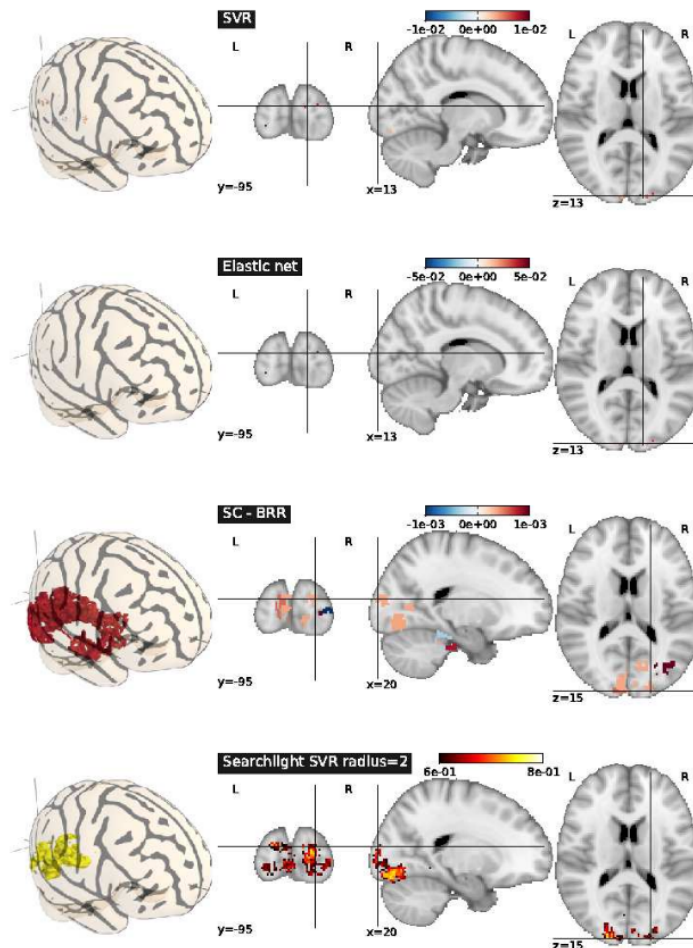 SVR
-1e-02 0e+00 1e-02
L R R
L
y=-95 x=13 z=13
Elastic net
-5e-02 0e+00 5e-02
L R R
L
y=-95 x=13 z=13
SC - BRR
-1e-03 0e+00 1e-03
L R R
L
y=-95 x=20 z=15
Searchlight SVR radius=2
6e-01 8e-01
L R R
L
y=-95 x=20 z=15